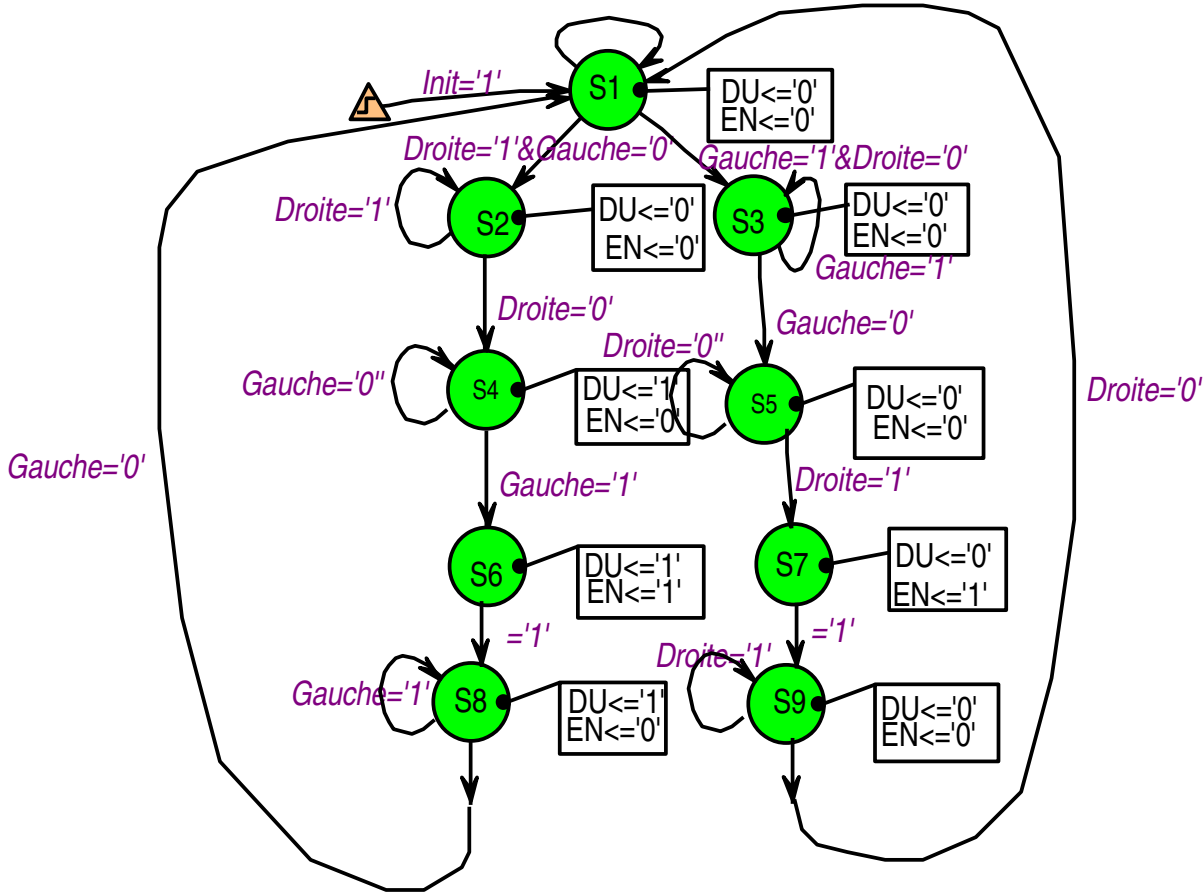 S1
Init='1'
DU<='0'
EN<='0'
Droite='1'&Gauche='0'
Gauche='1'&Droite='0'
Droite='1'
S2
DU<='0'
EN<='0'
S3
DU<='0'
EN<='0'
Gauche='1'
Droite='0'
Gauche='0'
Gauche='0''
S4
DU<='1'
EN<='0'
Droite='0''
S5
DU<='0'
EN<='0'
Droite='0'
Gauche='0'
Gauche='1'
Droite='1'
S6
DU<='1'
EN<='1'
S7
DU<='0'
EN<='1'
='1'
='1'
Gauche='1'
S8
DU<='1'
EN<='0'
Droite='1'
S9
DU<='0'
EN<='0'